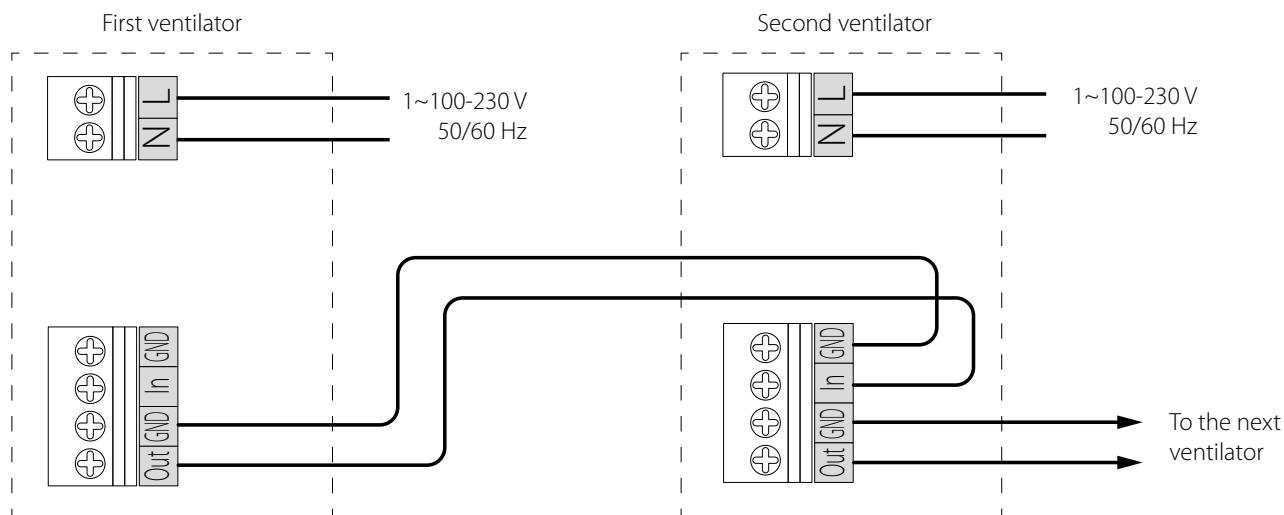 First ventilator
Second ventilator
L
N
1~100-230 V
50/60 Hz
L
N
1~100-230 V
50/60 Hz
GND
In
GND
Out
GND
In
GND
Out
To the next
ventilator